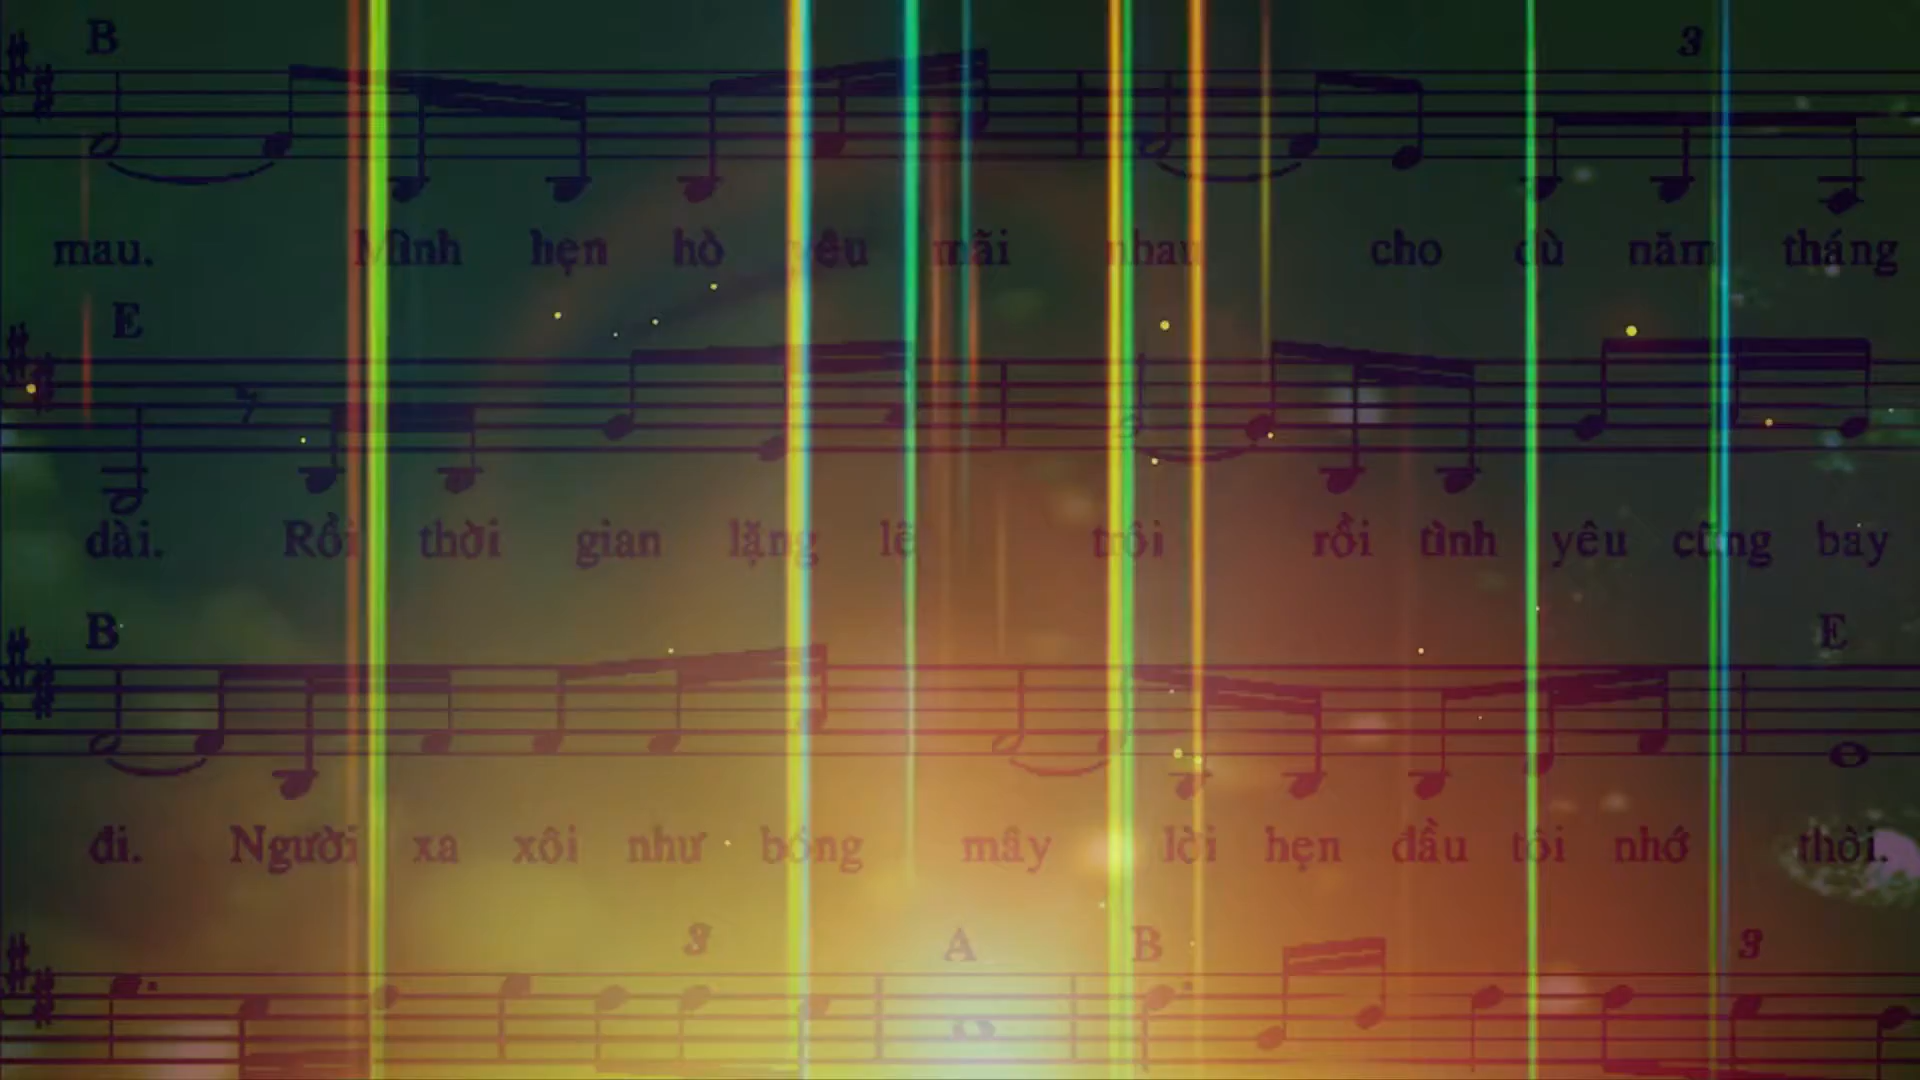 B 3
mau. Mình hẹn hò yêu mãi nhau cho dù năm tháng
E
dài. Rồi thời gian lặng lẽ trôi rồi tình yêu cũng bay
B E
đi. Người xa xôi như bóng mây lời hẹn đầu tôi nhớ thời.
3 A B 3